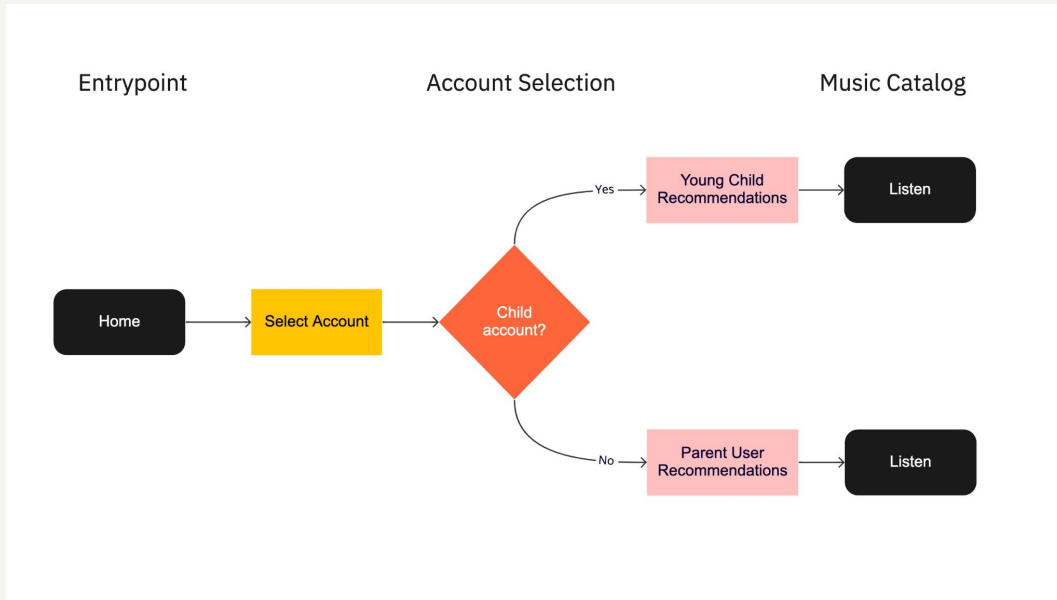 Entrypoint
Account Selection
Music Catalog
Yes
Young Child
Recommendations
Listen
Home
Select Account
Child
account?
No
Parent User
Recommendations
Listen